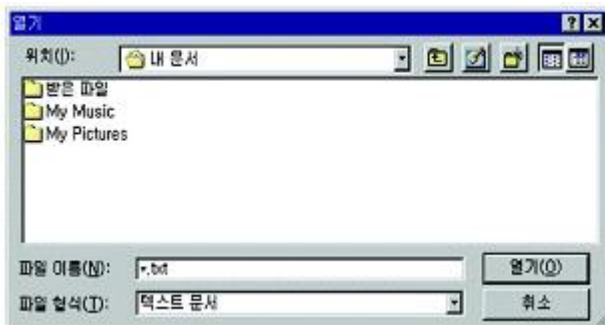 열기
위치(I): 내 문서
받은 파일
My Music
My Pictures
파일 이름(N): *.txt 열기(O)
파일 형식(T): 텍스트 문서 취소